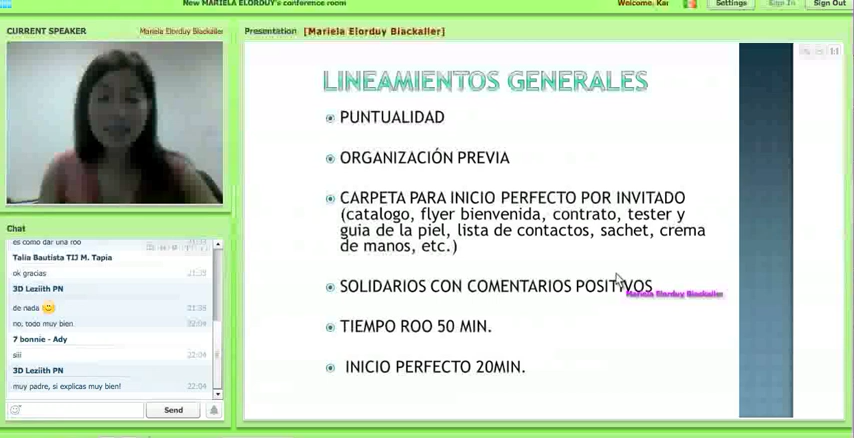 New MARIELA ELORDUY's conference room
Welcome, Kar
Settings
Sign In
Sign Out
CURRENT SPEAKER
Mariela Elorduy Blackaller
Presentation [Mariela Elorduy Blackaller]
LINEAMIENTOS GENERALES
PUNTUALIDAD
ORGANIZACIÓN PREVIA
CARPETA PARA INICIO PERFECTO POR INVITADO
(catalogo, flyer bienvenida, contrato, tester y
guia de la piel, lista de contactos, sachet, crema
de manos, etc.)
SOLIDARIOS CON COMENTARIOS POSITIVOS
Mariela Elorduy Blackaller
TIEMPO ROO 50 MIN.
INICIO PERFECTO 20MIN.
Chat
es como dar una roo
Talia Bautista TIJ M. Tapia
ok gracias
3D Leziith PN
de nada
no, todo muy bien
22:04
7 bonnie - Ady
siii 22:04
3D Leziith PN
muy padre, si explicas muy bien! 22:04
Send